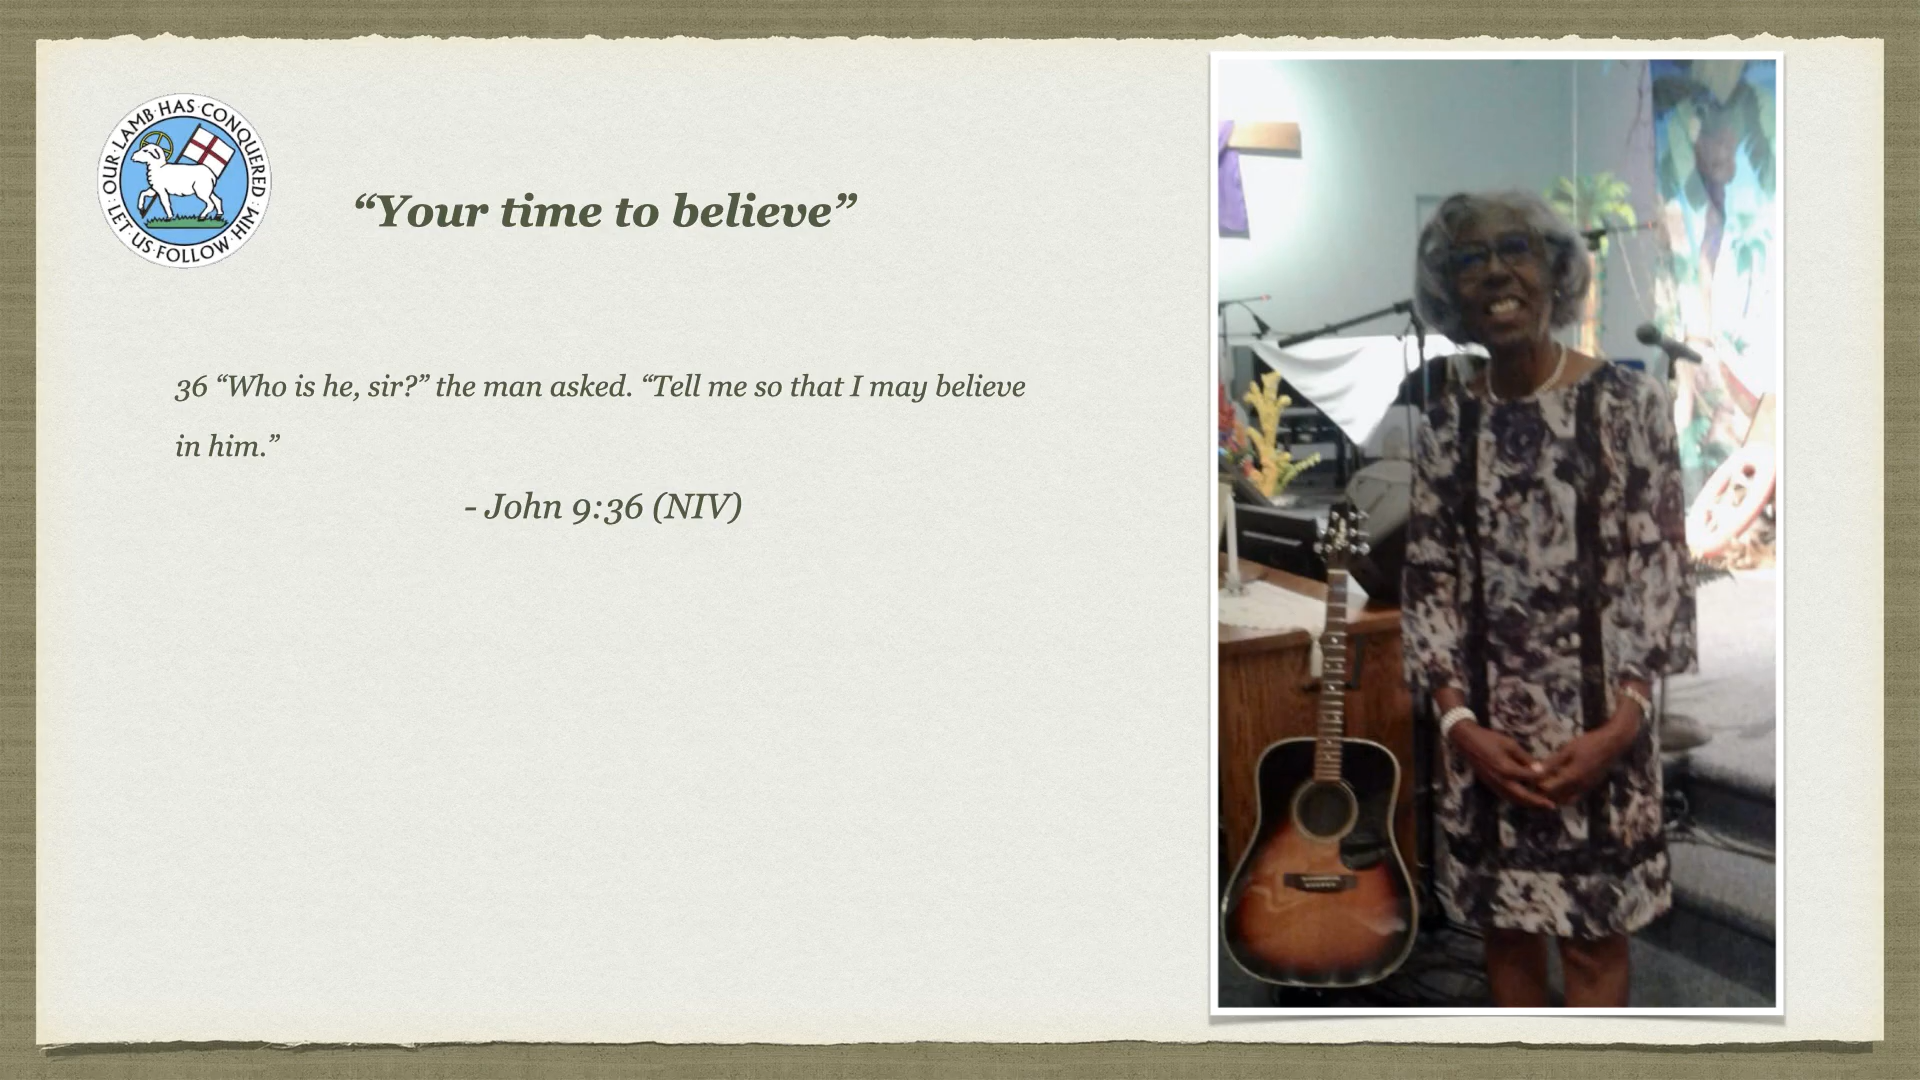 OUR LAMB HAS CONQUERED
LET US FOLLOW HIM
“Your time to believe”
36 “Who is he, sir?” the man asked. “Tell me so that I may believe
in him.”
- John 9:36 (NIV)